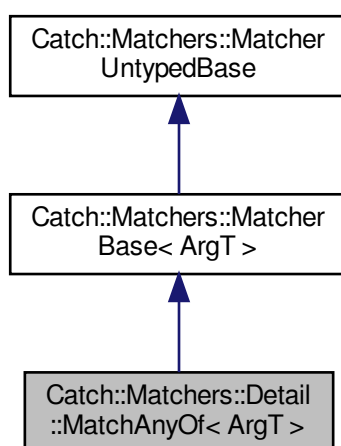 Catch::Matchers::Matcher
UntypedBase
Catch::Matchers::Matcher
Base< ArgT >
Catch::Matchers::Detail
::MatchAnyOf< ArgT >